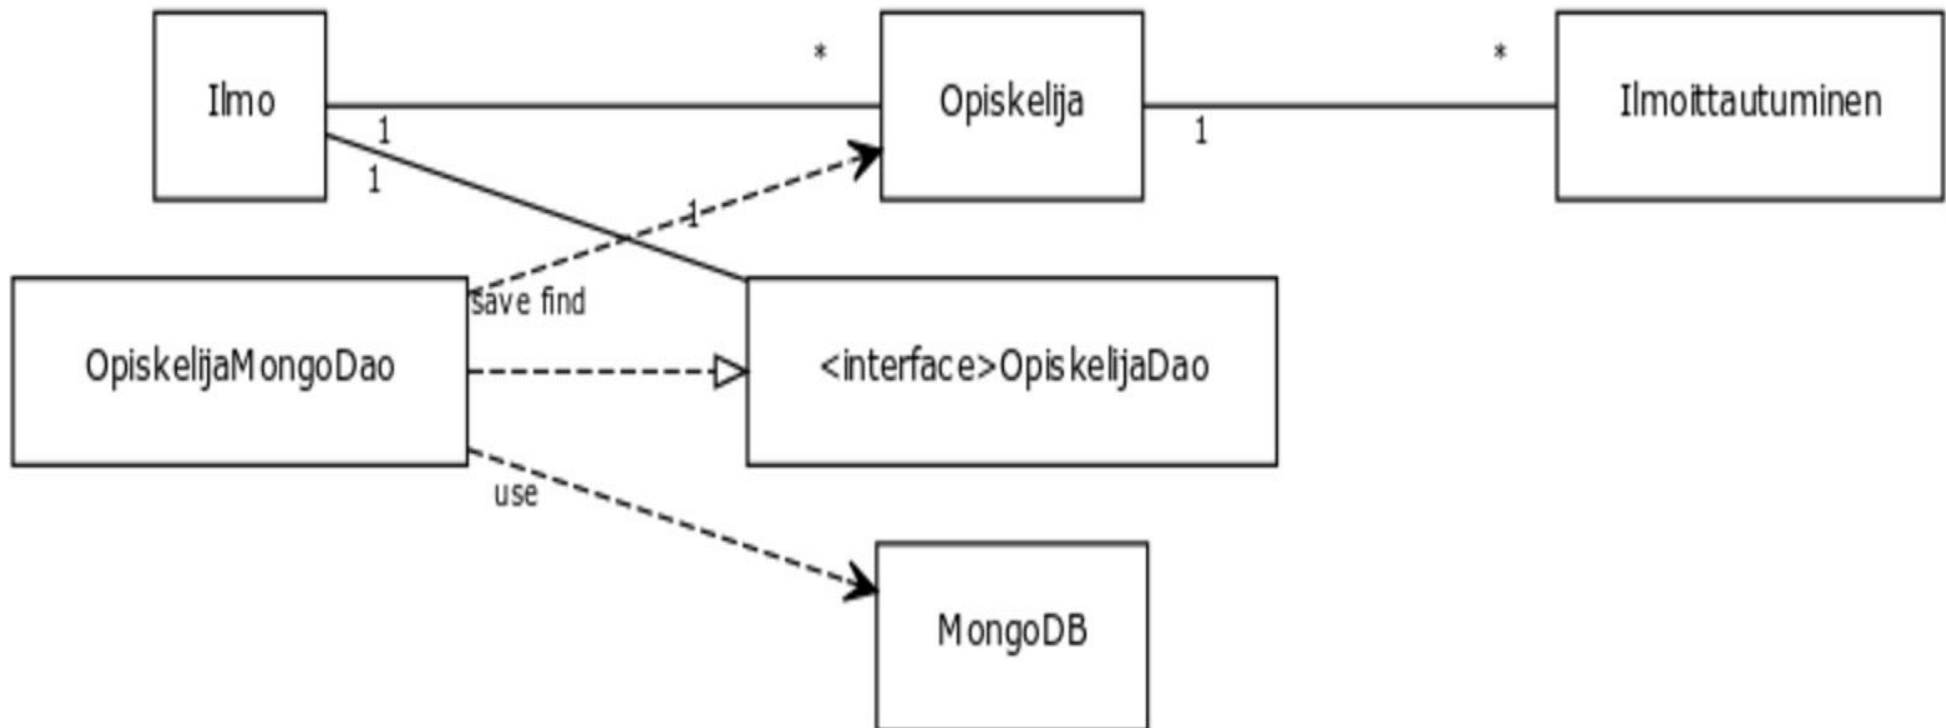 *
*
Ilmo
Opiskelija
Ilmoittautuminen
1
1
1
1
save find
OpiskelijaMongoDao
<interface>OpiskelijaDao
use
MongoDB